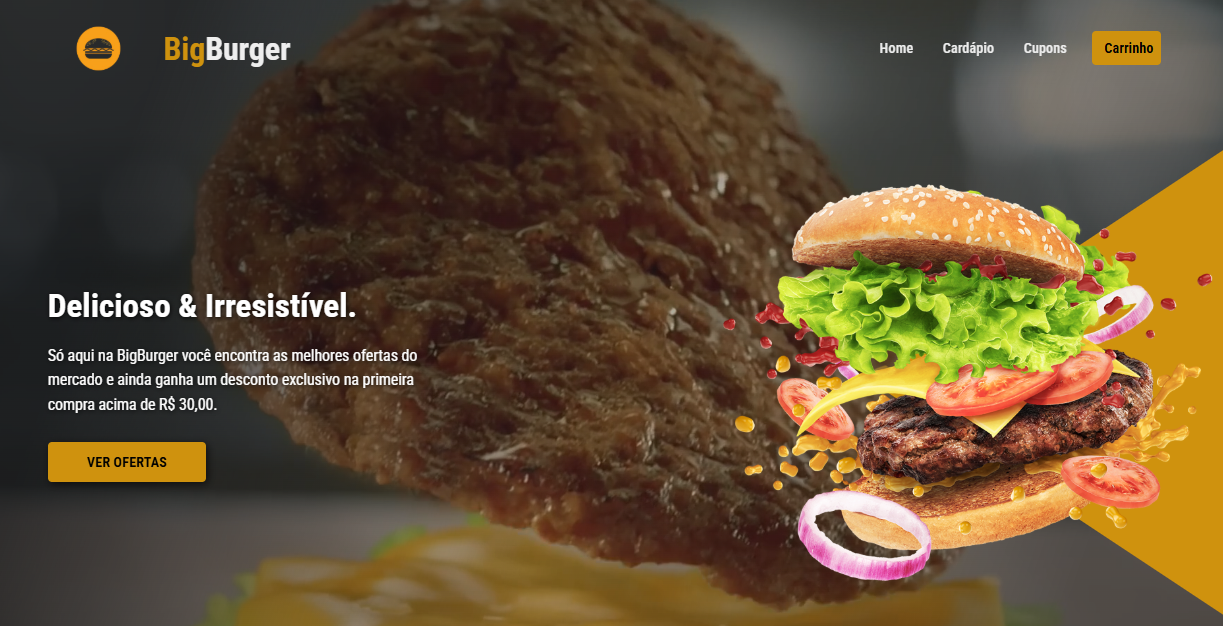 BigBurger
Home
Cardápio
Cupons
Carrinho
Delicioso & Irresistível.
Só aqui na BigBurger você encontra as melhores ofertas do
mercado e ainda ganha um desconto exclusivo na primeira
compra acima de R$ 30,00.
VER OFERTAS